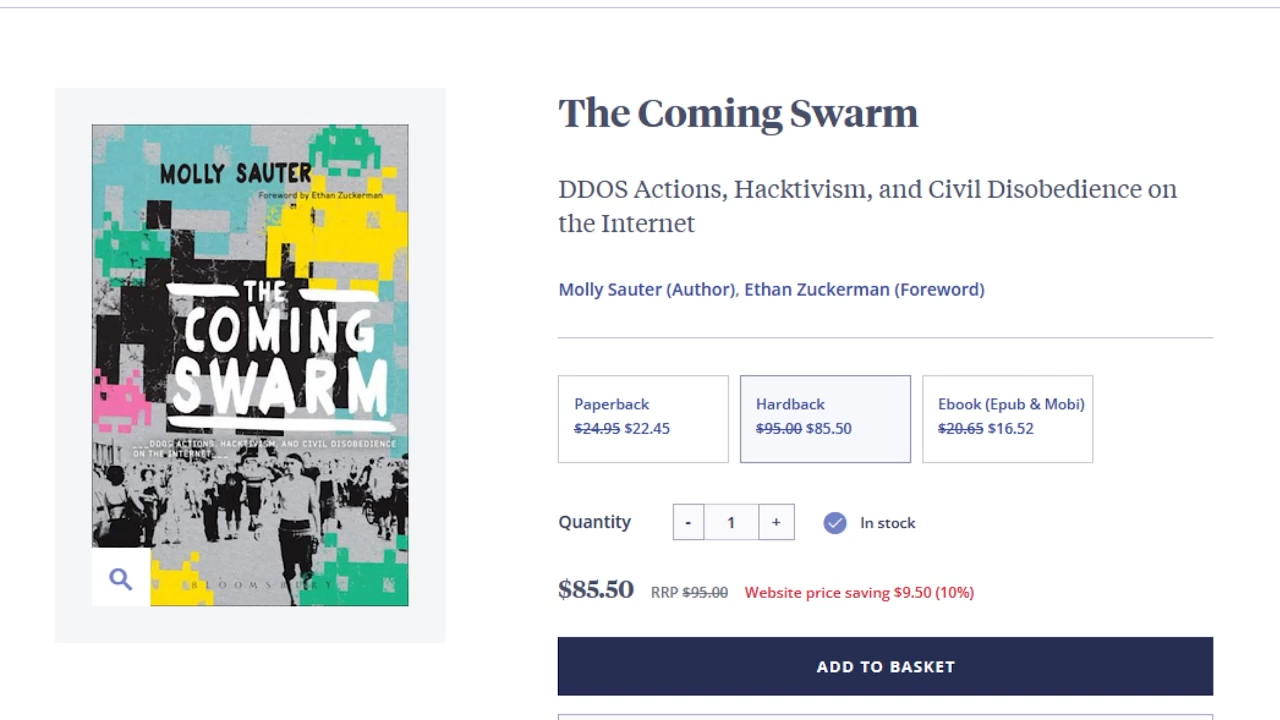 MOLLY SAUTER
Foreword by Ethan Zuckerman
THE
COMING
SWARM
___DDOS ACTIONS, HACKTIVISM, AND CIVIL DISOBEDIENCE
ON THE INTERNET___
BLOOMSBURY
The Coming Swarm
DDOS Actions, Hacktivism, and Civil Disobedience on
the Internet
Molly Sauter (Author), Ethan Zuckerman (Foreword)
Paperback
$24.95 $22.45
Hardback
$95.00 $85.50
Ebook (Epub & Mobi)
$20.65 $16.52
Quantity - 1 + In stock
$85.50 RRP $95.00 Website price saving $9.50 (10%)
ADD TO BASKET